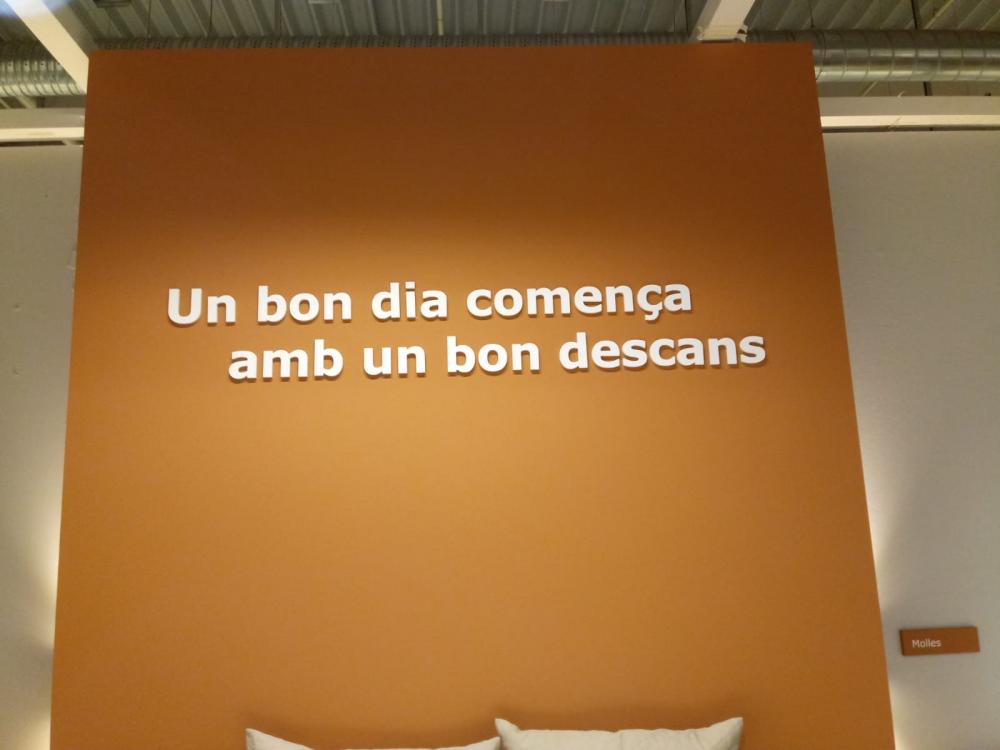 Un bon dia comença
amb un bon descans
Molles